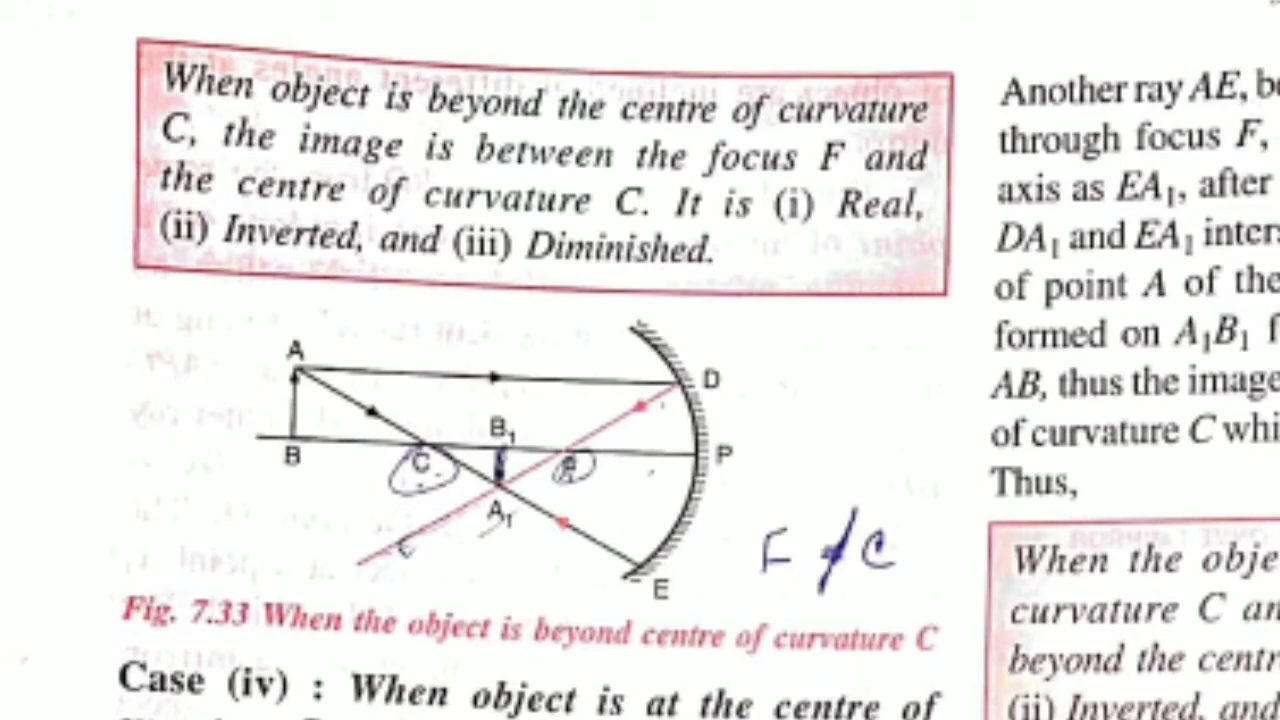 When object is beyond the centre of curvature
C, the image is between the focus F and
the centre of curvature C. It is (i) Real,
(ii) Inverted, and (iii) Diminished.
A
D
B
C
B₁
P
A₁
E
F / C
Fig. 7.33 When the object is beyond centre of curvature C
Case (iv) : When object is at the centre of
Another ray AE, be
through focus F,
axis as EA₁, after
DA₁ and EA₁ inters
of point A of the
formed on A₁B₁ f
AB, thus the image
of curvature C whi
Thus,
When the obje
curvature C an
beyond the centr
(ii) Inverted, and